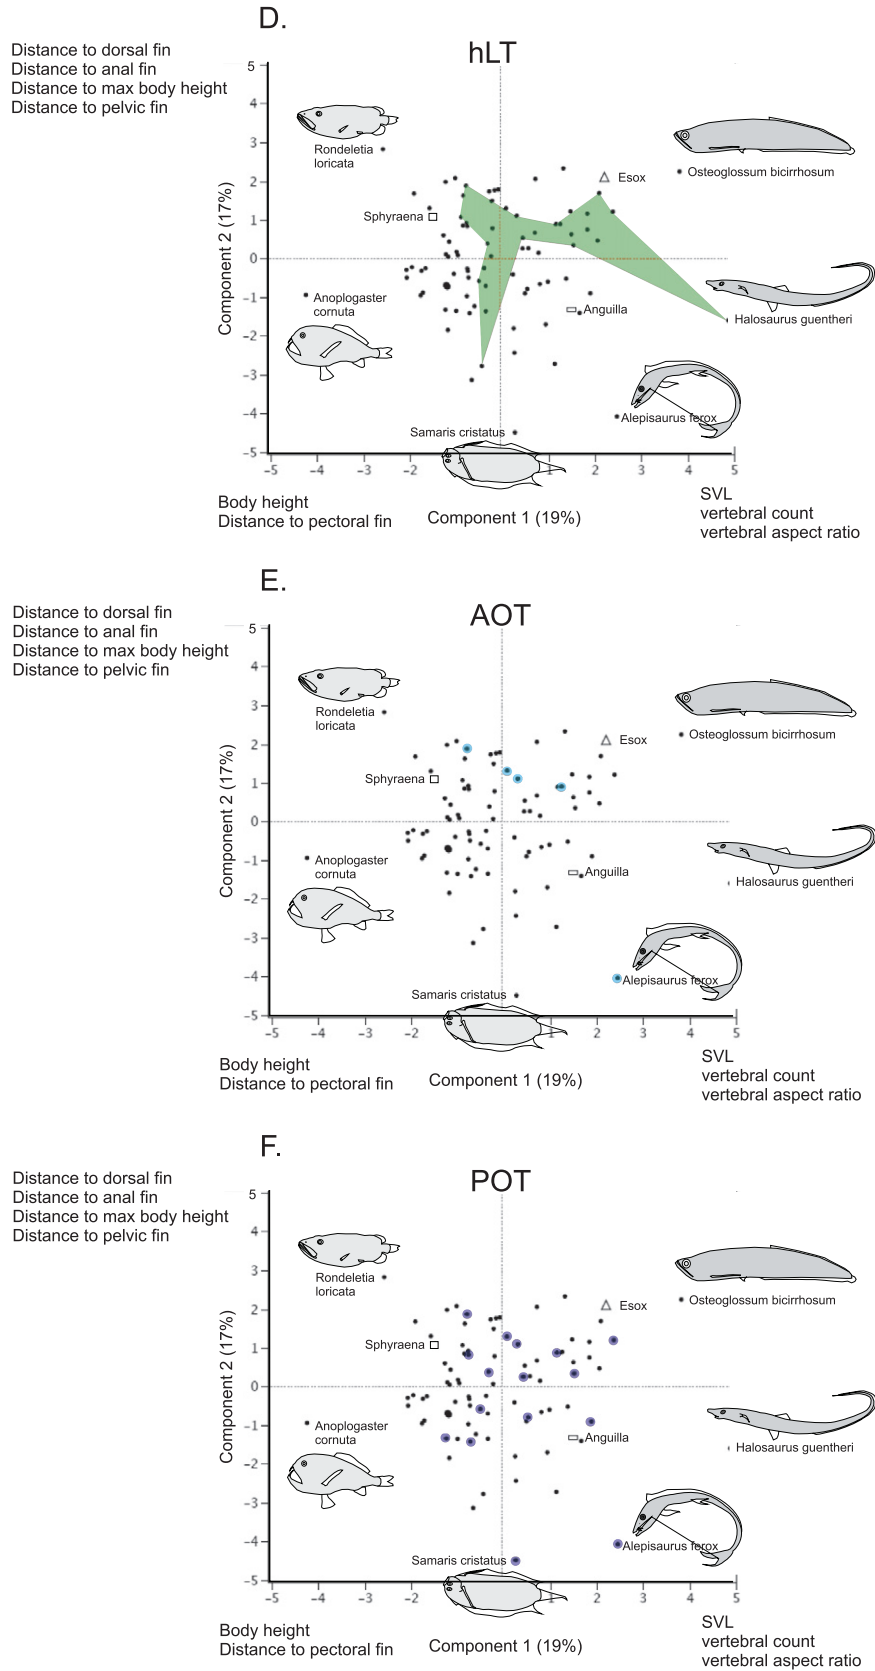 D.
hLT
Distance to dorsal fin
Distance to anal fin
Distance to max body height
Distance to pelvic fin
5
4
3
2
1
0
-1
-2
-3
-4
-5
Component 2 (17%)
Rondeletia
loricata
Osteoglossum bicirrhosum
Esox
Sphyraena
Anoplogaster
cornuta
Anguilla
Halosaurus guentheri
Alepisaurus ferox
Samaris cristatus
-5 -4 -3 -2 1 2 3 4 5
Body height
Distance to pectoral fin
Component 1 (19%)
SVL
vertebral count
vertebral aspect ratio
E.
AOT
Distance to dorsal fin
Distance to anal fin
Distance to max body height
Distance to pelvic fin
5
4
3
2
1
0
-1
-2
-3
-4
-5
Component 2 (17%)
Rondeletia
loricata
Osteoglossum bicirrhosum
Esox
Sphyraena
Anoplogaster
cornuta
Anguilla
Halosaurus guentheri
Alepisaurus ferox
Samaris cristatus
-5 -4 -3 -2 1 2 3 4 5
Body height
Distance to pectoral fin
Component 1 (19%)
SVL
vertebral count
vertebral aspect ratio
F.
POT
Distance to dorsal fin
Distance to anal fin
Distance to max body height
Distance to pelvic fin
5
4
3
2
1
0
-1
-2
-3
-4
-5
Component 2 (17%)
Rondeletia
loricata
Osteoglossum bicirrhosum
Esox
Sphyraena
Anoplogaster
cornuta
Anguilla
Halosaurus guentheri
Alepisaurus ferox
Samaris cristatus
-5 -4 -3 -2 1 2 3 4 5
Body height
Distance to pectoral fin
Component 1 (19%)
SVL
vertebral count
vertebral aspect ratio